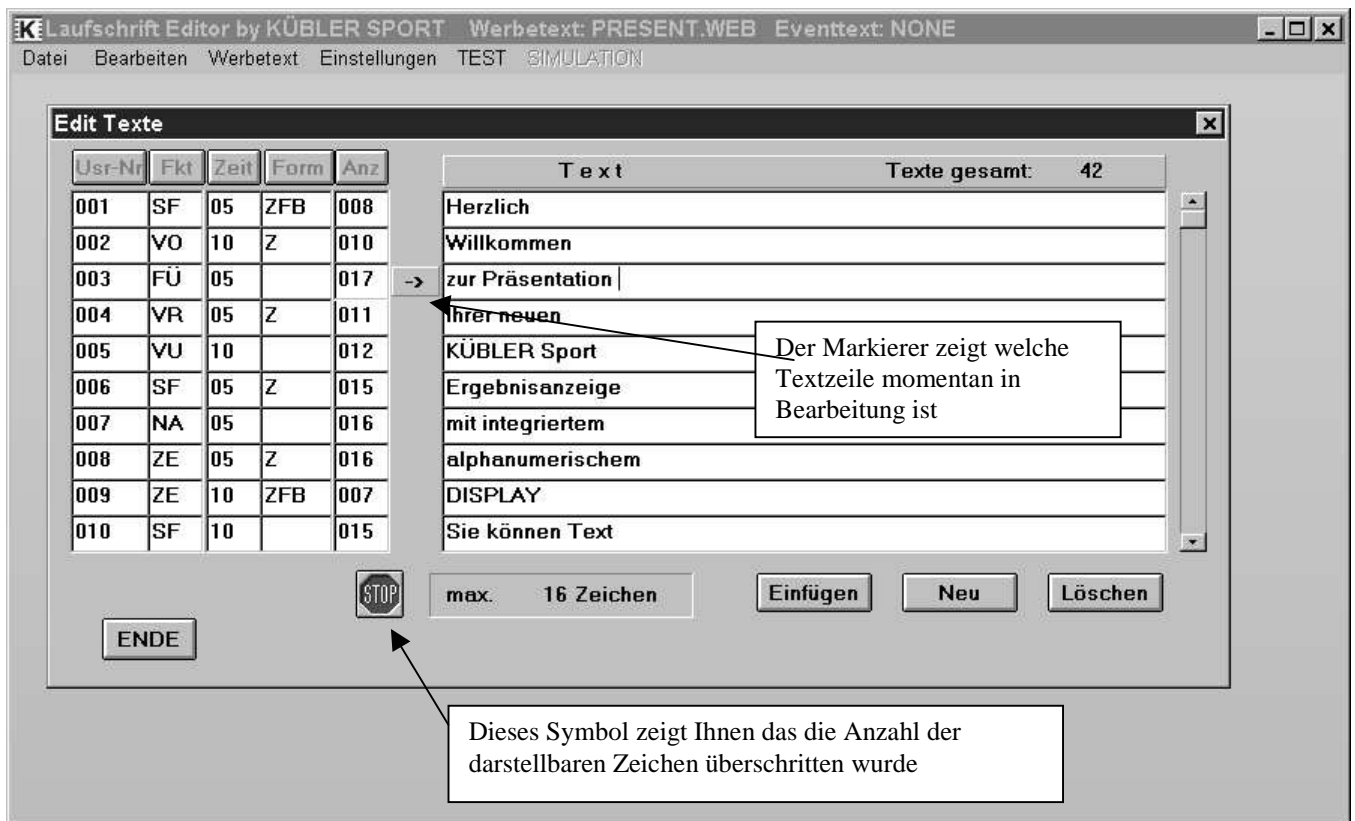 K Laufschrift Editor by KÜBLER SPORT Werbetext: PRESENT.WEB Eventtext: NONE
Datei Bearbeiten Werbetext Einstellungen TEST SIMULATION
Edit Texte
Usr-Nr Fkt Zeit Form Anz Text Texte gesamt: 42
001 SF 05 ZFB 008 Herzlich
002 VO 10 Z 010 Willkommen
003 FÜ 05 017 -> zur Präsentation
004 VR 05 Z 011 Ihrer neuen
005 VU 10 012 KÜBLER Sport
006 SF 05 Z 015 Ergebnisanzeige
007 NA 05 016 mit integriertem
008 ZE 05 Z 016 alphanumerischem
009 ZE 10 ZFB 007 DISPLAY
010 SF 10 015 Sie können Text
Der Markierer zeigt welche
Textzeile momentan in
Bearbeitung ist
STOP max. 16 Zeichen Einfügen Neu Löschen
ENDE
Dieses Symbol zeigt Ihnen das die Anzahl der
darstellbaren Zeichen überschritten wurde